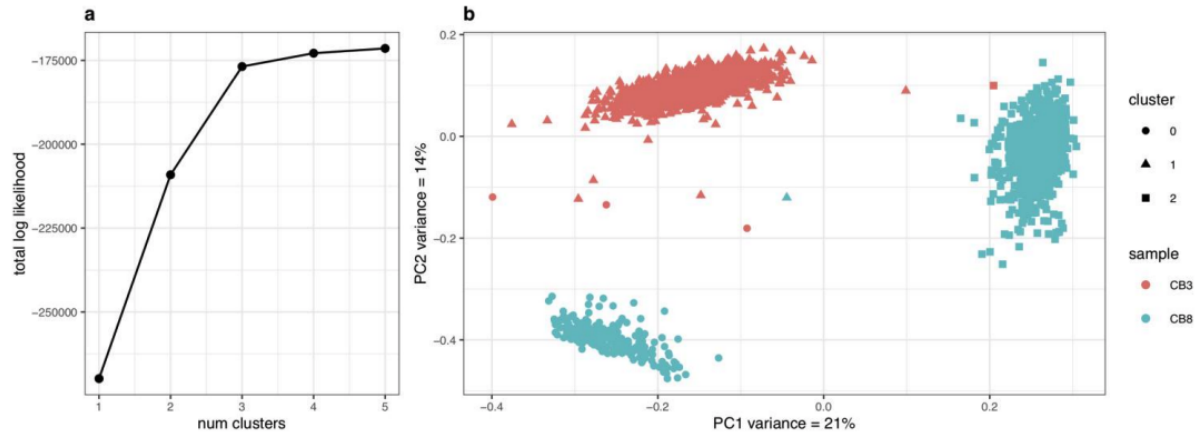 a
−175000
−200000
−225000
−250000
total log likelihood
1 2 3 4 5
num clusters
b
0.2
0.0
−0.2
−0.4
PC2 variance = 14%
−0.4 −0.2 0.0 0.2
PC1 variance = 21%
cluster
0
1
2
sample
CB3
CB8